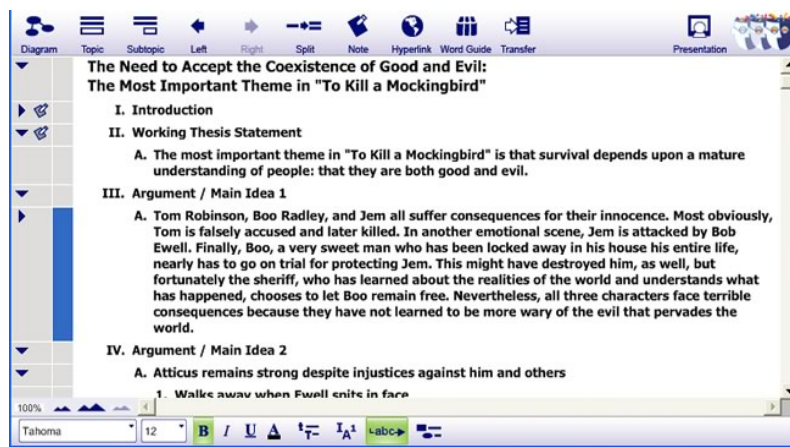 Diagram Topic Subtopic Left Right Split Note Hyperlink Word Guide Transfer Presentation
The Need to Accept the Coexistence of Good and Evil:
The Most Important Theme in "To Kill a Mockingbird"
I. Introduction
II. Working Thesis Statement
A. The most important theme in "To Kill a Mockingbird" is that survival depends upon a mature
understanding of people: that they are both good and evil.
III. Argument / Main Idea 1
A. Tom Robinson, Boo Radley, and Jem all suffer consequences for their innocence. Most obviously,
Tom is falsely accused and later killed. In another emotional scene, Jem is attacked by Bob
Ewell. Finally, Boo, a very sweet man who has been locked away in his house his entire life,
nearly has to go on trial for protecting Jem. This might have destroyed him, as well, but
fortunately the sheriff, who has learned about the realities of the world and understands what
has happened, chooses to let Boo remain free. Nevertheless, all three characters face terrible
consequences because they have not learned to be more wary of the evil that pervades the
world.
IV. Argument / Main Idea 2
A. Atticus remains strong despite injustices against him and others
1. Walks away when Ewell spits in face
100%
Tahoma 12 B I U A abc